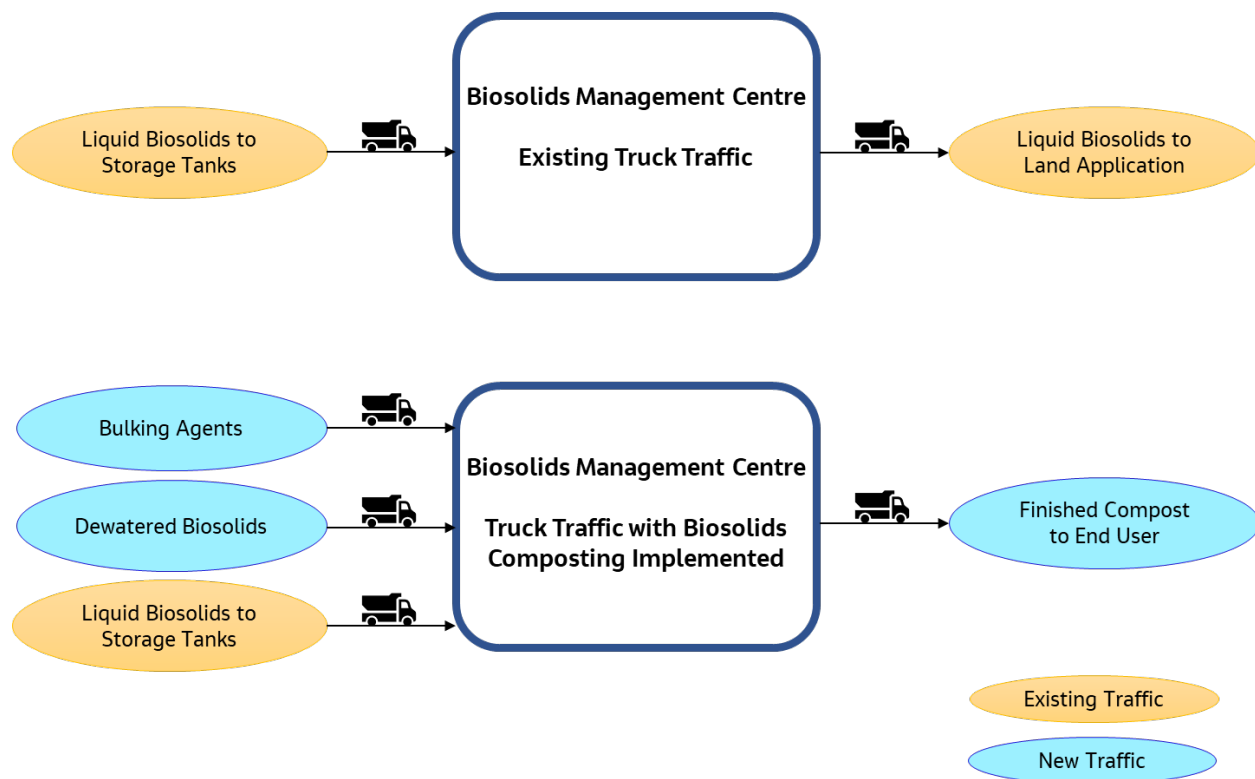 Biosolids Management Centre
Existing Truck Traffic
Liquid Biosolids to
Storage Tanks
Liquid Biosolids to
Land Application
Bulking Agents
Dewatered Biosolids
Liquid Biosolids to
Storage Tanks
Biosolids Management Centre
Truck Traffic with Biosolids
Composting Implemented
Finished Compost
to End User
Existing Traffic
New Traffic